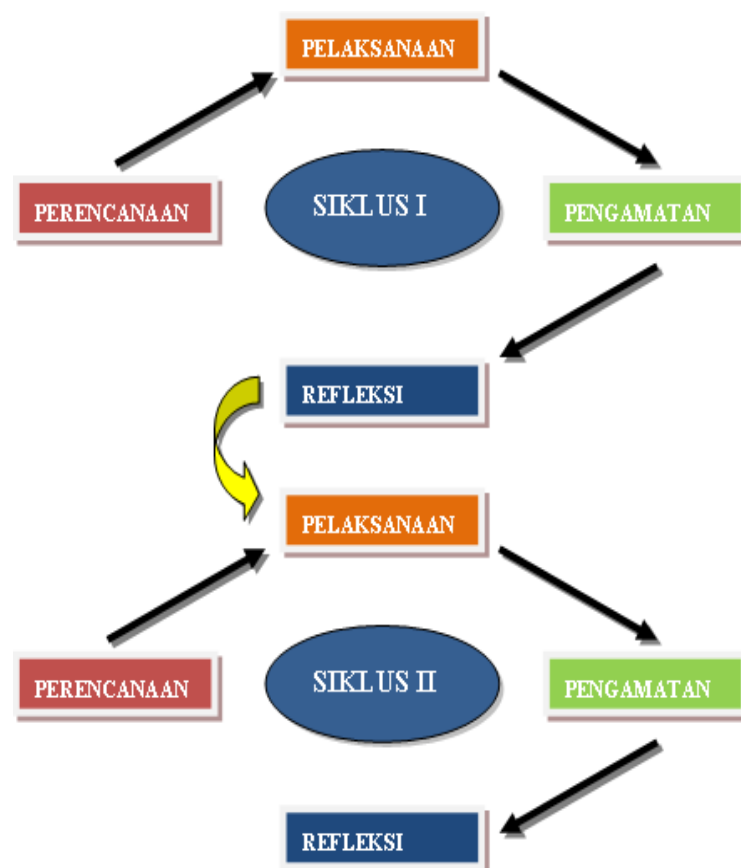 PELAKSANAAN
PERENCANAAN
SIKLUS I
PENGAMATAN
REFLEKSI
PELAKSANAAN
PERENCANAAN
SIKLUS II
PENGAMATAN
REFLEKSI